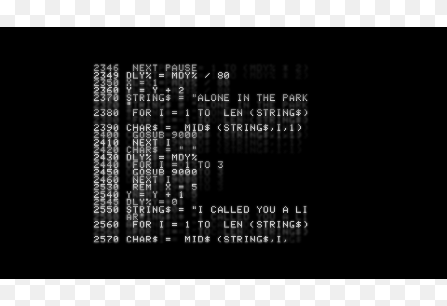 2346  NEXT PAUSE
2349 DLY% = MDY% / 80
2350 X = 1
2360 Y = Y + 2
2370 STRING$ = "ALONE IN THE PARK
"
2380  FOR I = 1 TO  LEN (STRING$)
2390 CHAR$ =  MID$ (STRING$,I,1)
2400  GOSUB 9000
2410  NEXT I
2420 CHAR$ = " "
2430 DLY% = MDY%
2440  FOR I = 1 TO 3
2450  GOSUB 9000
2460  NEXT I
2530  REM  X = 5
2540 Y = Y + 1
2545 DLY% = 0
2550 STRING$ = "I CALLED YOU A LI
AR"
2560  FOR I = 1 TO  LEN (STRING$)
2570 CHAR$ =  MID$ (STRING$,I,